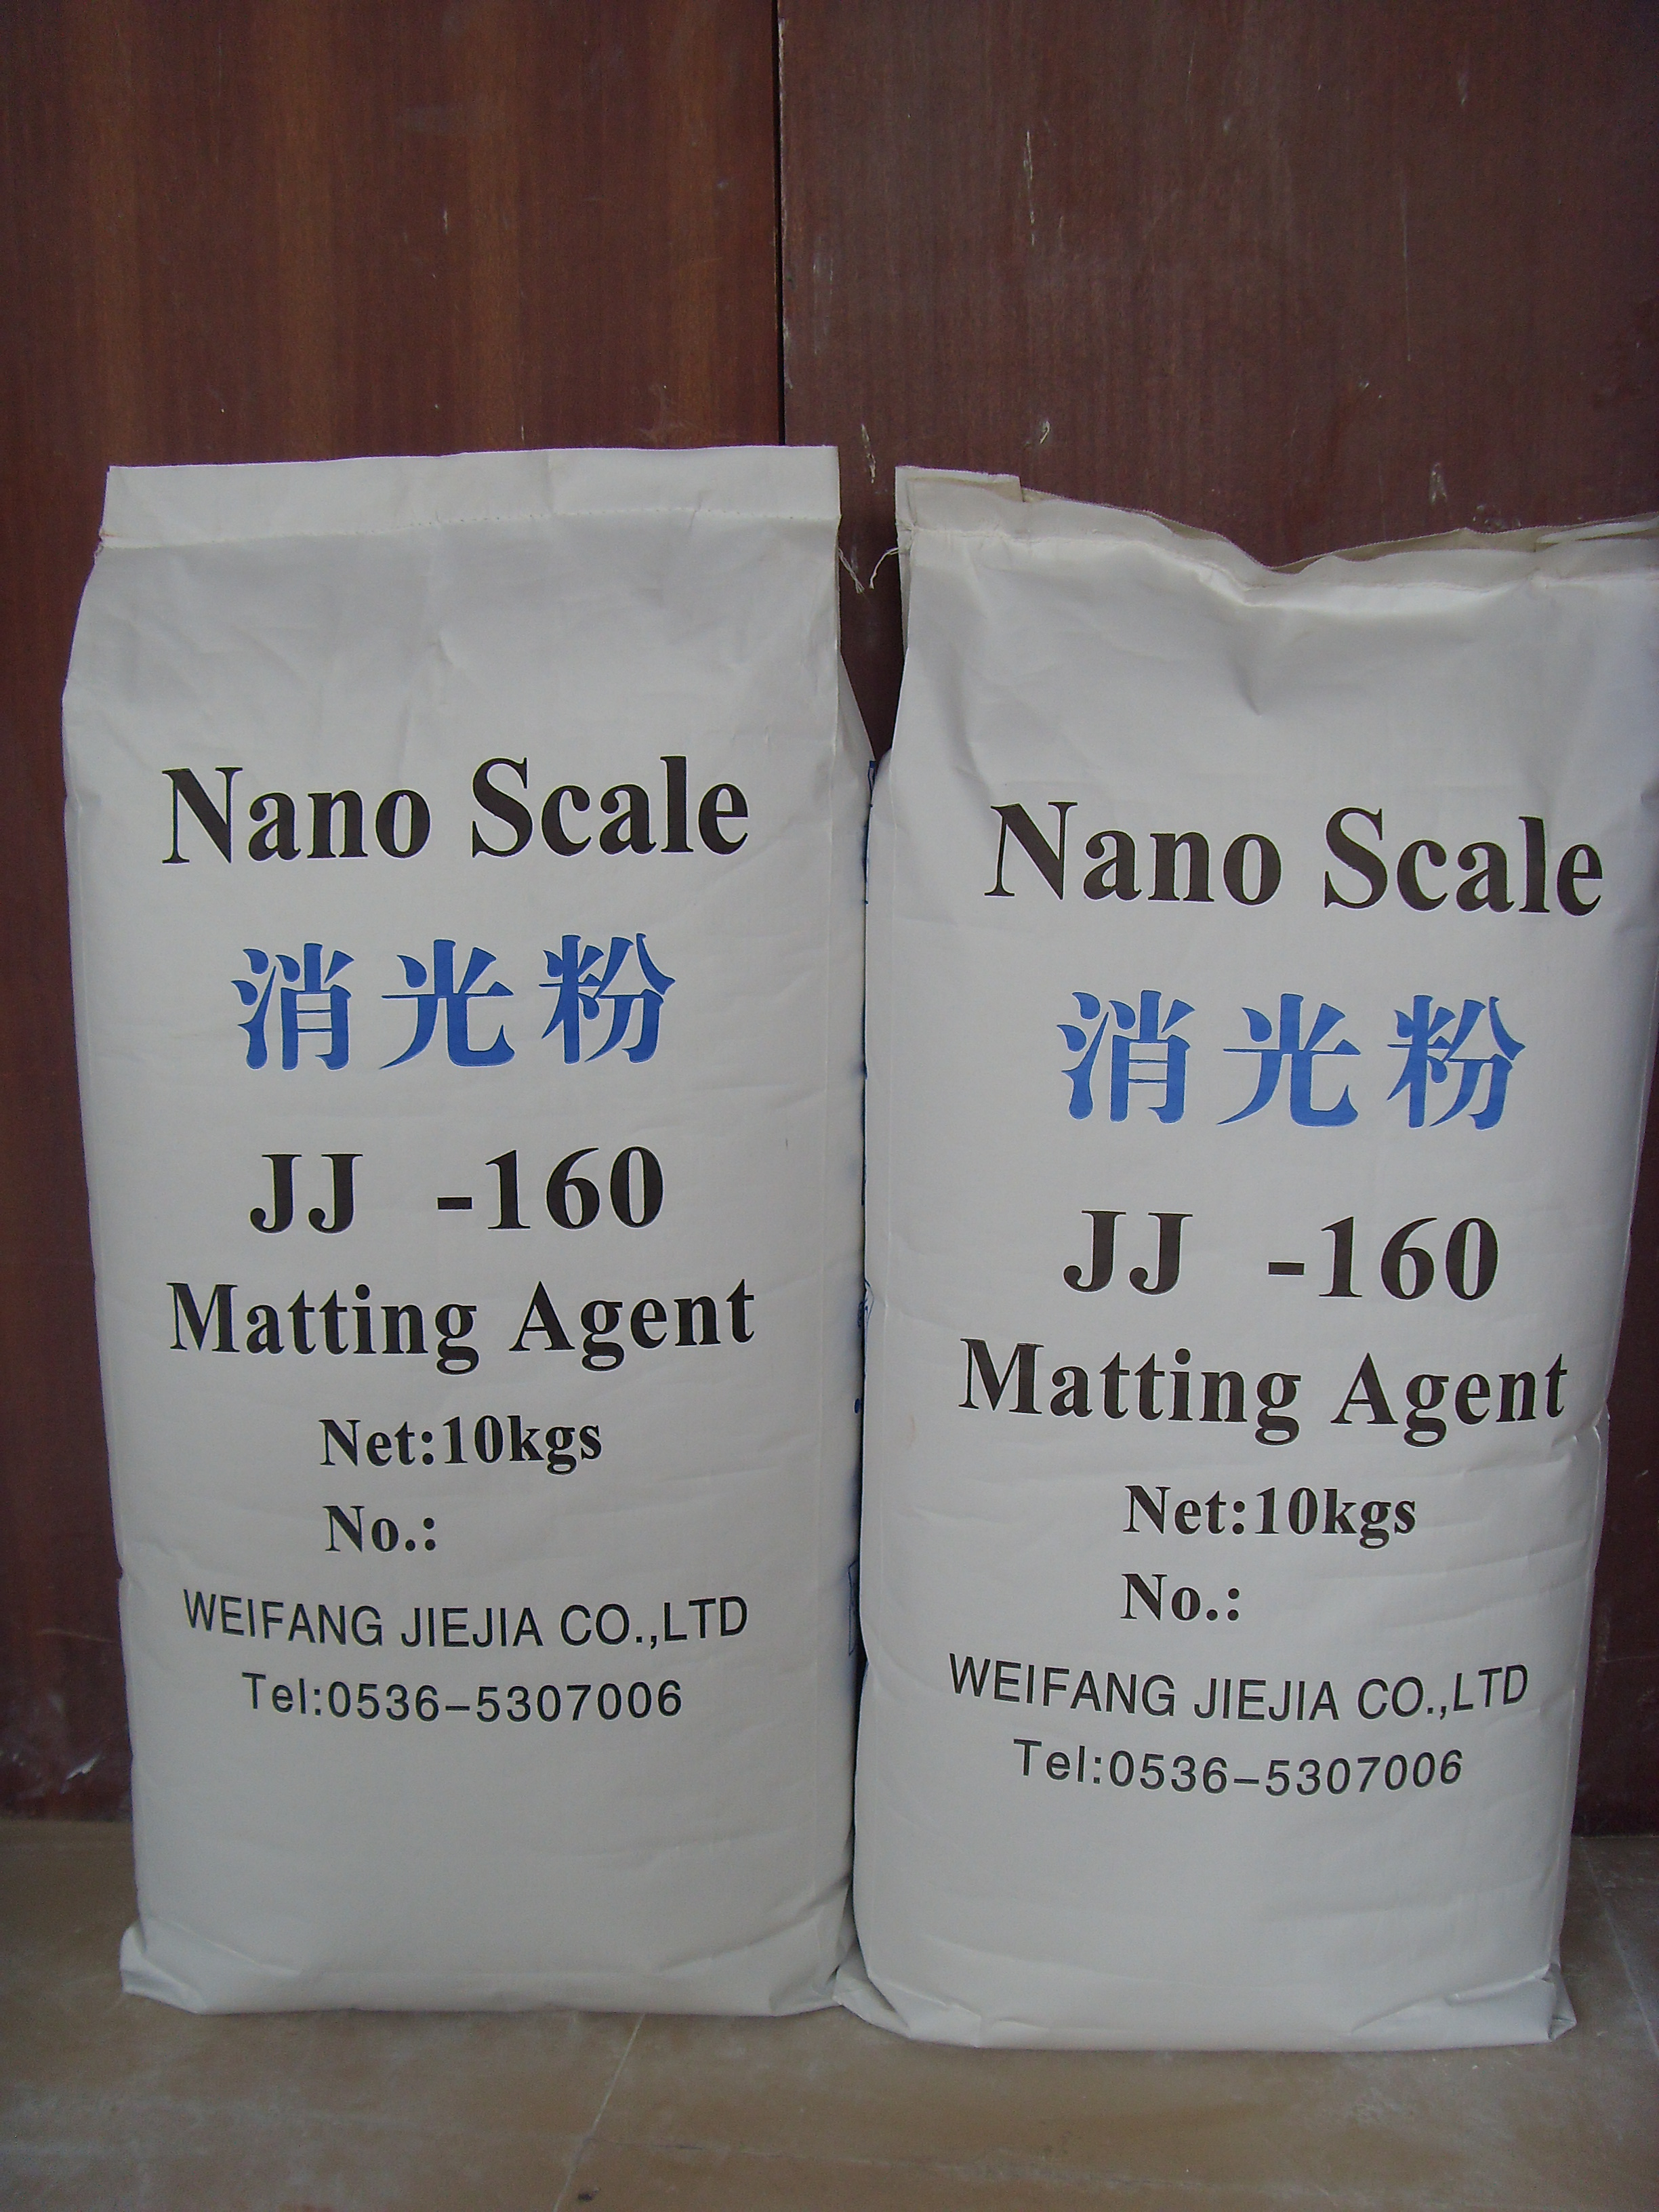 Nano Scale
消光粉
JJ -160
Matting Agent
Net:10kgs
No.:
WEIFANG JIEJIA CO.,LTD
Tel:0536-5307006
Nano Scale
消光粉
JJ -160
Matting Agent
Net:10kgs
No.:
WEIFANG JIEJIA CO.,LTD
Tel:0536-5307006